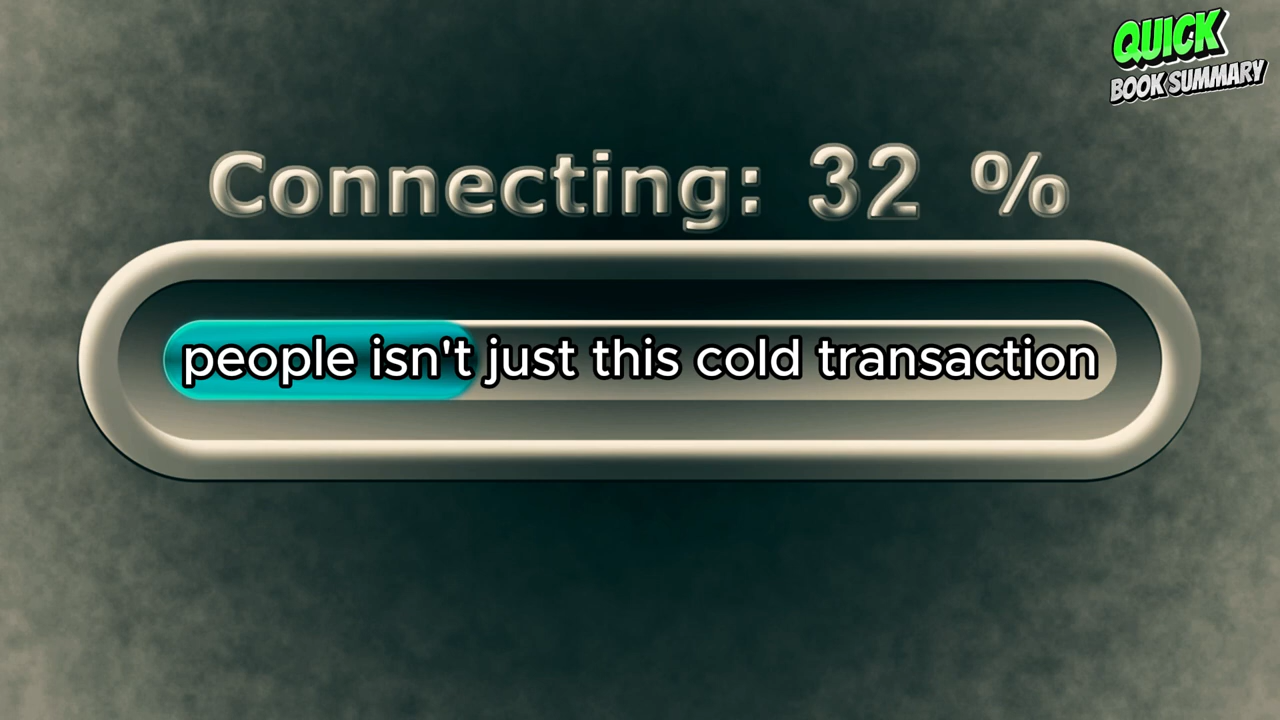 QUICK
BOOK SUMMARY
Connecting: 32 %
people isn't just this cold transaction